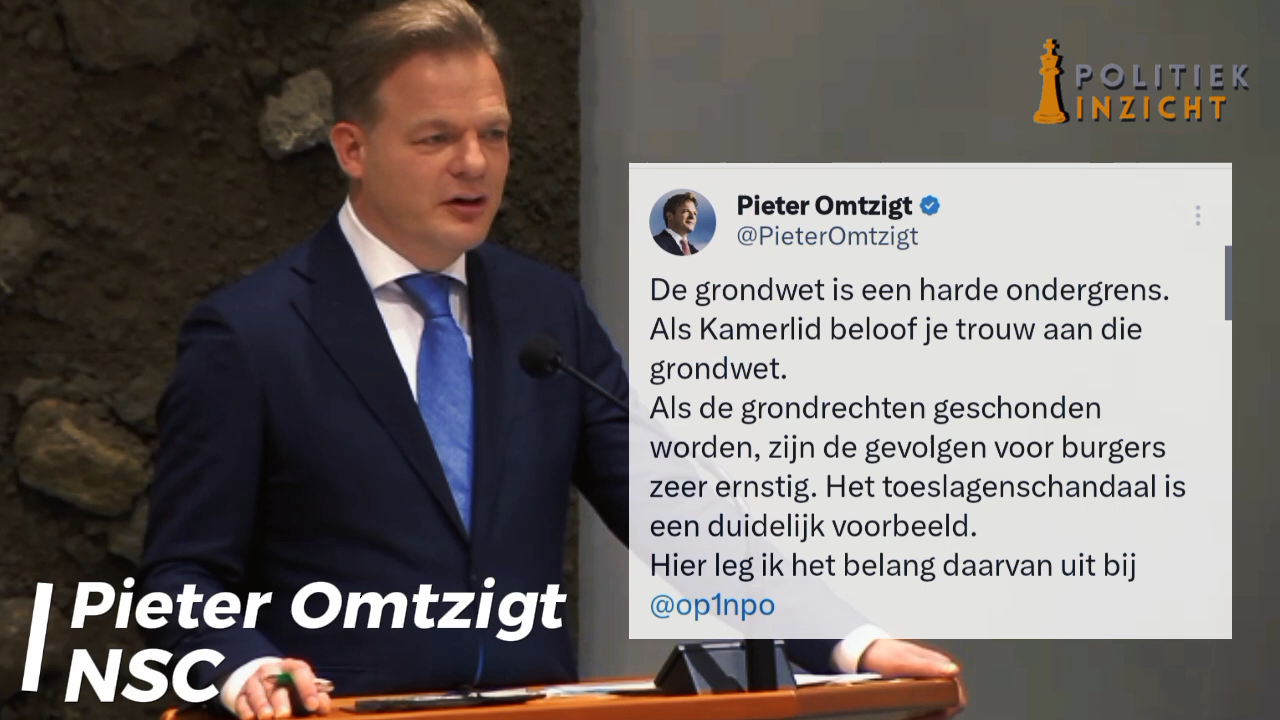 POLITIEK
INZICHT
Pieter Omtzigt
@PieterOmtzigt
De grondwet is een harde ondergrens.
Als Kamerlid beloof je trouw aan die
grondwet.
Als de grondrechten geschonden
worden, zijn de gevolgen voor burgers
zeer ernstig. Het toeslagenschandaal is
een duidelijk voorbeeld.
Hier leg ik het belang daarvan uit bij
@op1npo
Pieter Omtzigt
NSC